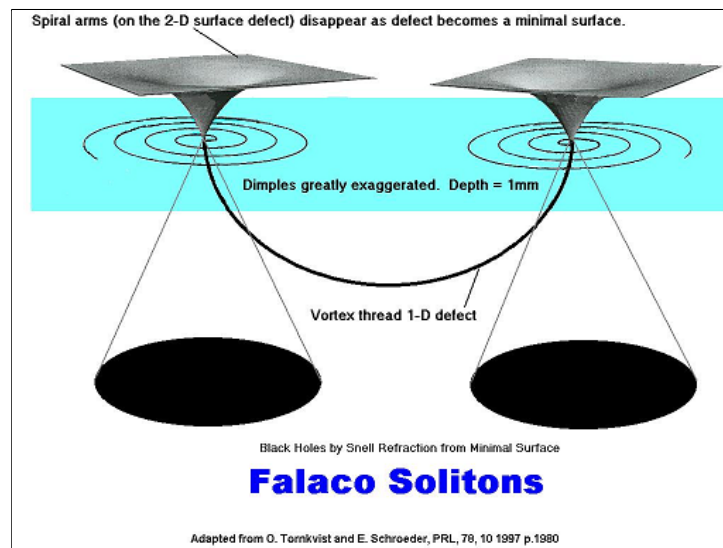 Spiral arms (on the 2-D surface defect) disappear as defect becomes a minimal surface.
Dimples greatly exaggerated. Depth = 1mm
Vortex thread 1-D defect
Black Holes by Snell Refraction from Minimal Surface
Falaco Solitons
Adapted from O. Tornkvist and E. Schroeder, PRL, 78, 10 1997 p.1980